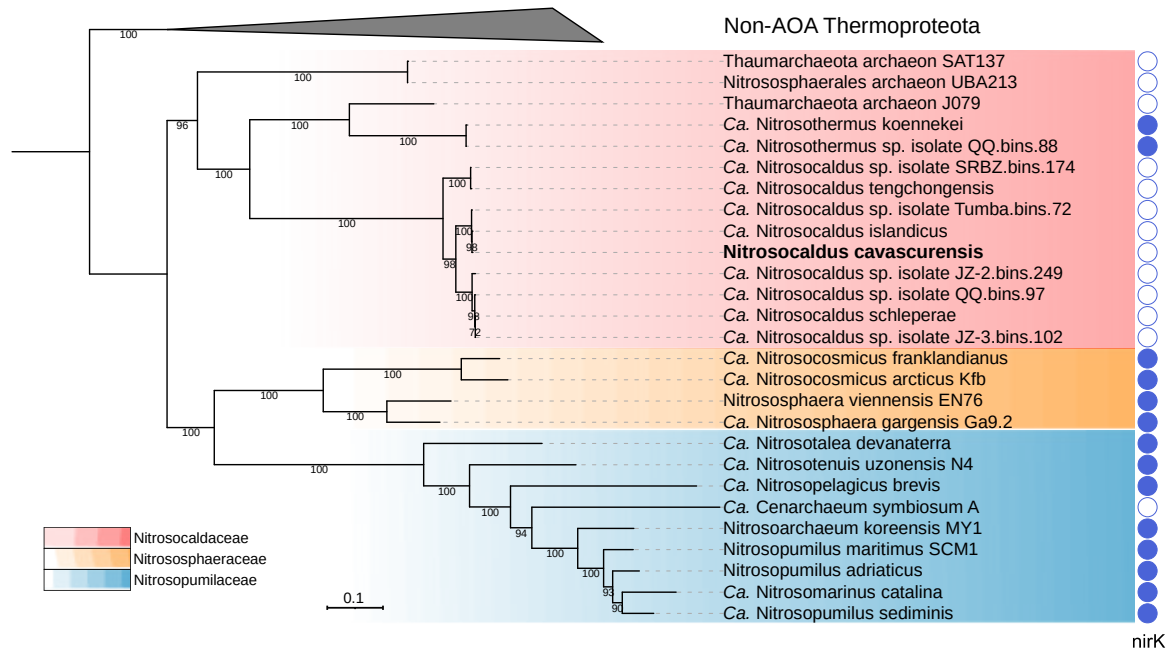 Non-AOA Thermoproteota
100
Thaumarchaeota archaeon SAT137
100
Nitrososphaerales archaeon UBA213
Thaumarchaeota archaeon J079
96
100
Ca. Nitrosothermus koennekei
100
Ca. Nitrosothermus sp. isolate QQ.bins.88
Ca. Nitrosocaldus sp. isolate SRBZ.bins.174
100
100
Ca. Nitrosocaldus tengchongensis
Ca. Nitrosocaldus sp. isolate Tumba.bins.72
100
100
Ca. Nitrosocaldus islandicus
98
Nitrosocaldus cavascurensis
98
Ca. Nitrosocaldus sp. isolate JZ-2.bins.249
100
Ca. Nitrosocaldus sp. isolate QQ.bins.97
98
Ca. Nitrosocaldus schleperae
72
Ca. Nitrosocaldus sp. isolate JZ-3.bins.102
Ca. Nitrosocosmicus franklandianus
100
Ca. Nitrosocosmicus arcticus Kfb
100
Nitrososphaera viennensis EN76
100
Ca. Nitrososphaera gargensis Ga9.2
100
Ca. Nitrosotalea devanaterra
100
Ca. Nitrosotenuis uzonensis N4
100
Ca. Nitrosopelagicus brevis
100
Ca. Cenarchaeum symbiosum A
94
Nitrosoarchaeum koreensis MY1
100
Nitrosopumilus maritimus SCM1
100
Nitrosopumilus adriaticus
93
Ca. Nitrosomarinus catalina
90
Ca. Nitrosopumilus sediminis
Nitrosocaldaceae
Nitrososphaeraceae
Nitrosopumilaceae
0.1
nirK